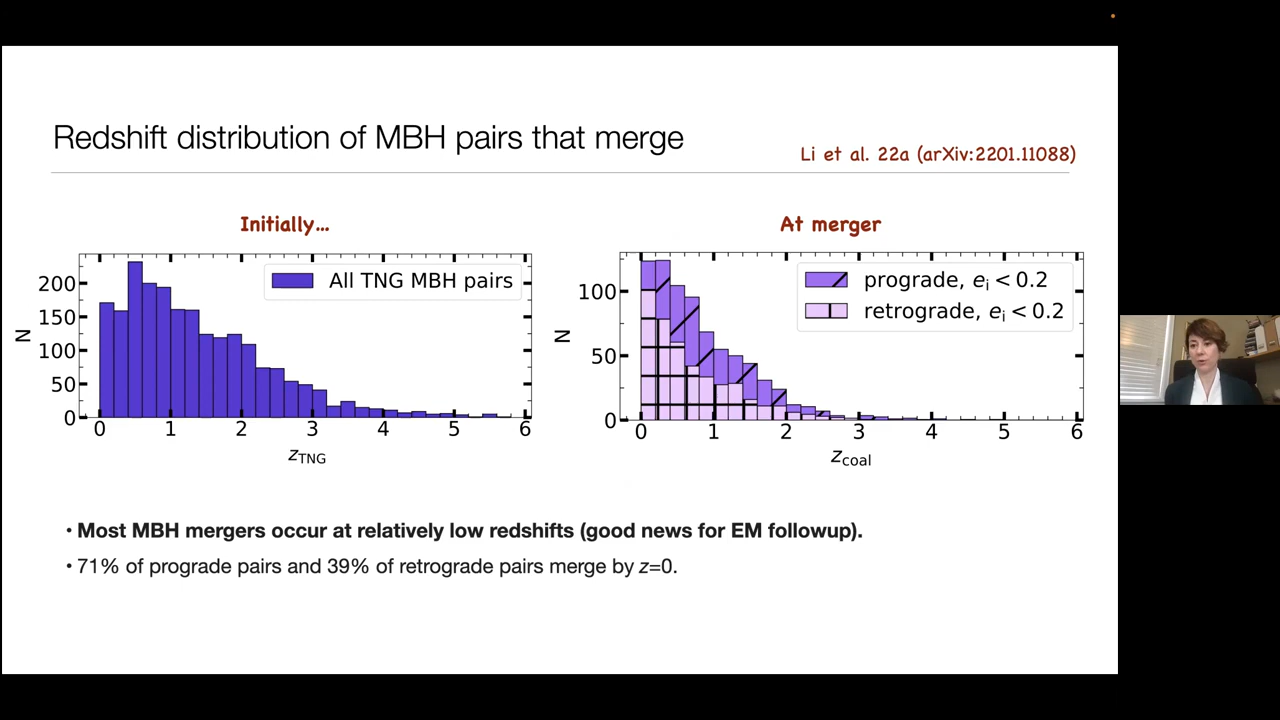 Redshift distribution of MBH pairs that merge
Li et al. 22a (arXiv:2201.11088)
Initially...
All TNG MBH pairs
N
200
150
100
50
0
0 1 2 3 4 5 6
zTNG
At merger
prograde, ei < 0.2
retrograde, ei < 0.2
N
100
50
0
0 1 2 3 4 5 6
zcoal
• Most MBH mergers occur at relatively low redshifts (good news for EM followup).
• 71% of prograde pairs and 39% of retrograde pairs merge by z=0.